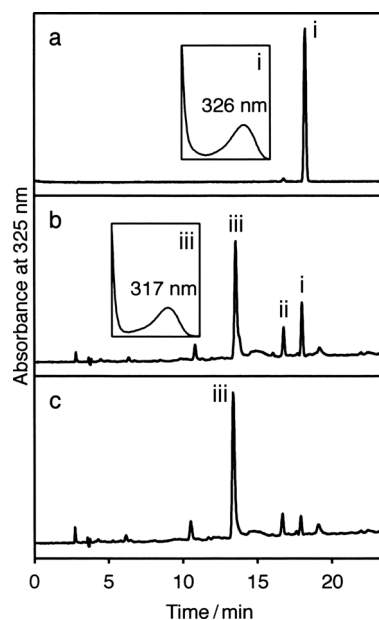 a
i
i
326 nm
b
iii
iii
317 nm
ii
i
c
iii
Absorbance at 325 nm
0 5 10 15 20
Time / min